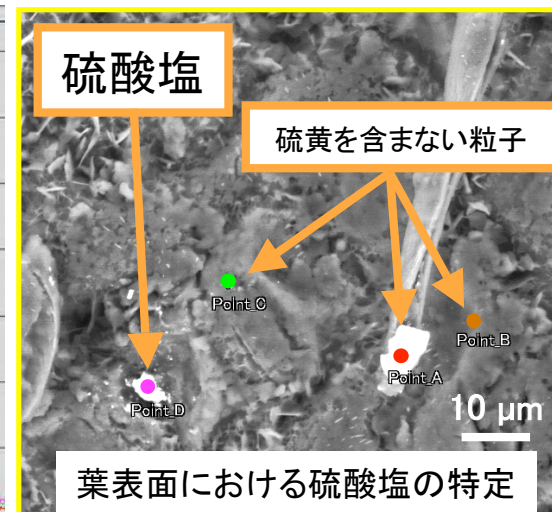 硫酸塩
硫黄を含まない粒子
Point_C
Point_B
Point_A
Point_D
10 μm
葉表面における硫酸塩の特定